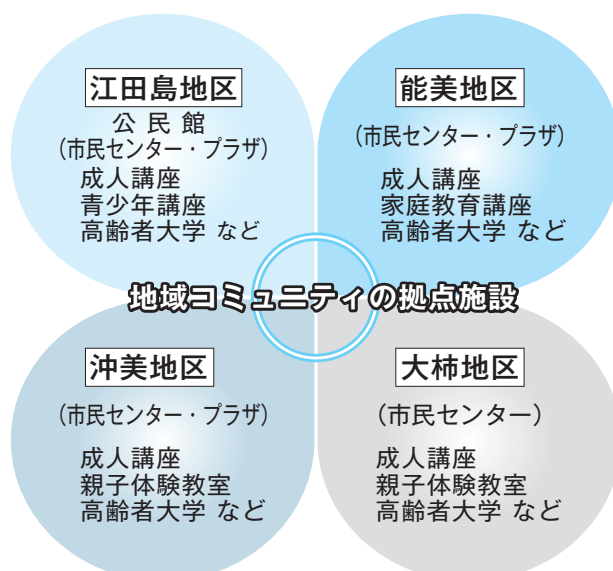 江田島地区
公民館
(市民センター・プラザ)
成人講座
青少年講座
高齢者大学 など
能美地区
(市民センター・プラザ)
成人講座
家庭教育講座
高齢者大学 など
地域コミュニティの拠点施設
沖美地区
(市民センター・プラザ)
成人講座
親子体験教室
高齢者大学 など
大柿地区
(市民センター)
成人講座
親子体験教室
高齢者大学 など